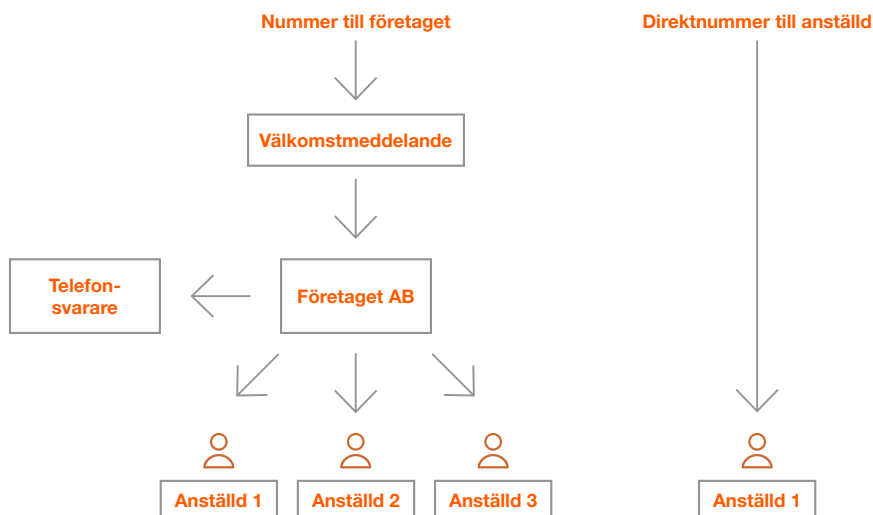 Nummer till företaget
Direktnummer till anställd
Välkomstmeddelande
Telefon-
svarare
Företaget AB
Anställd 1
Anställd 2
Anställd 3
Anställd 1